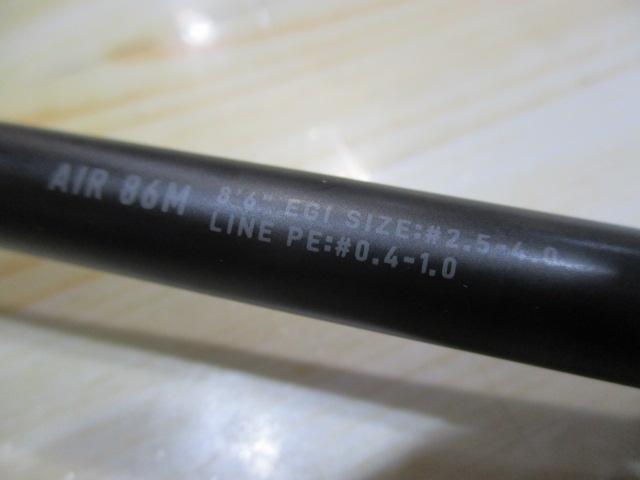 AIR 86M 8'6" EGI SIZE:#2.5-4.0
LINE PE:#0.4-1.0